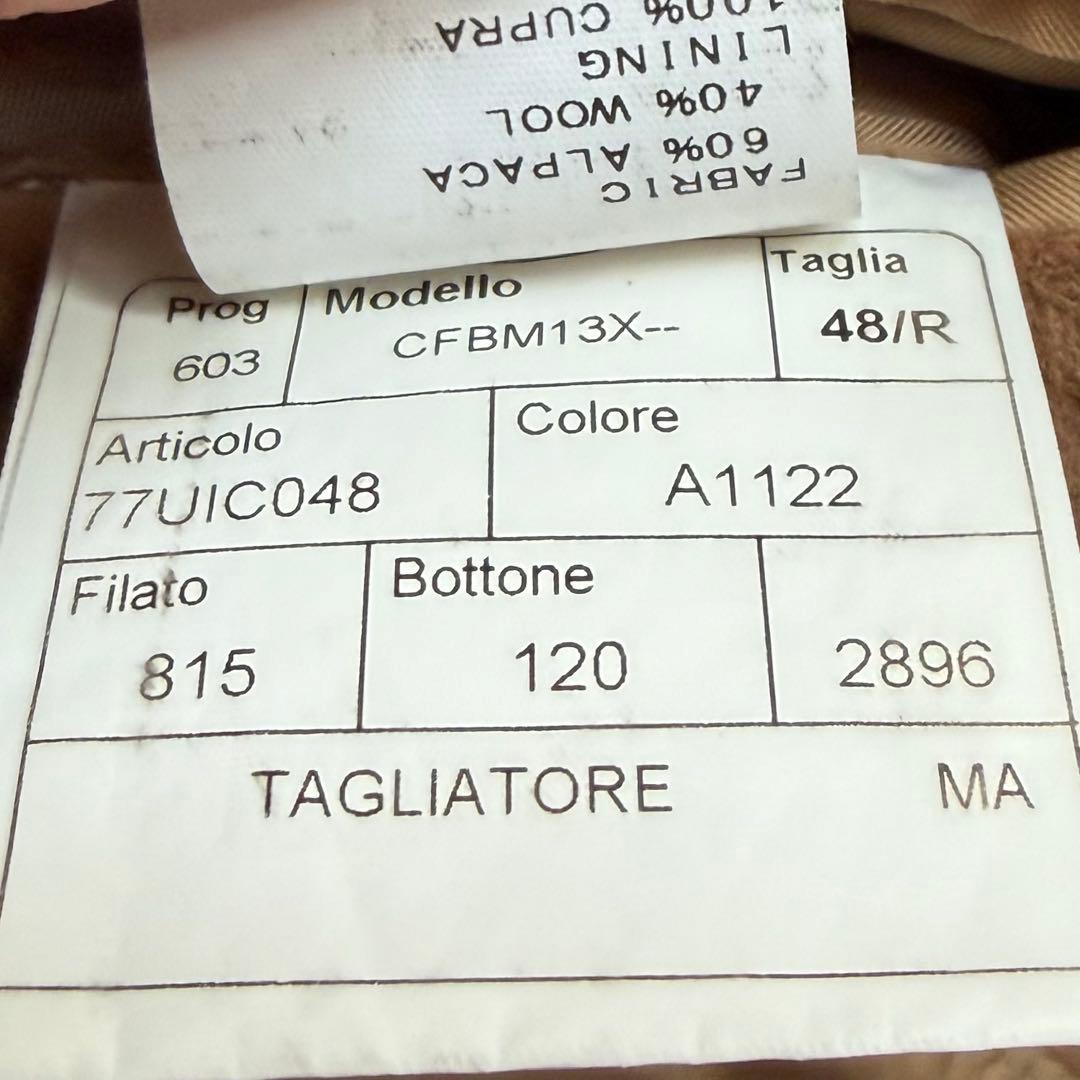 FABRIC
60% ALPACA
40% WOOL
LINING
100% CUPRA
Prog
603
Modello
CFBM13X--
Taglia
48/R
Articolo
77UIC048
Colore
A1122
Filato
815
Bottone
120
2896
TAGLIATORE MA